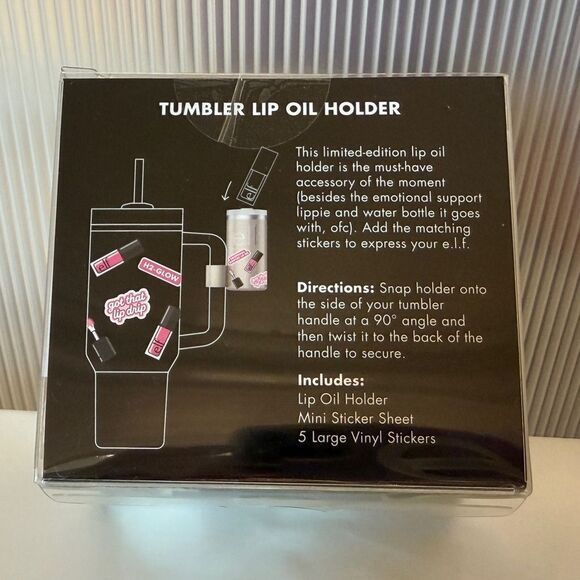 TUMBLER LIP OIL HOLDER
This limited-edition lip oil
holder is the must-have
accessory of the moment
(besides the emotional support
lippie and water bottle it goes
with, ofc). Add the matching
stickers to express your e.l.f.
Directions: Snap holder onto
the side of your tumbler
handle at a 90° angle and
then twist it to the back of the
handle to secure.
Includes:
Lip Oil Holder
Mini Sticker Sheet
5 Large Vinyl Stickers
elf
elf
H2-GLOW
got that
lip drip
elf